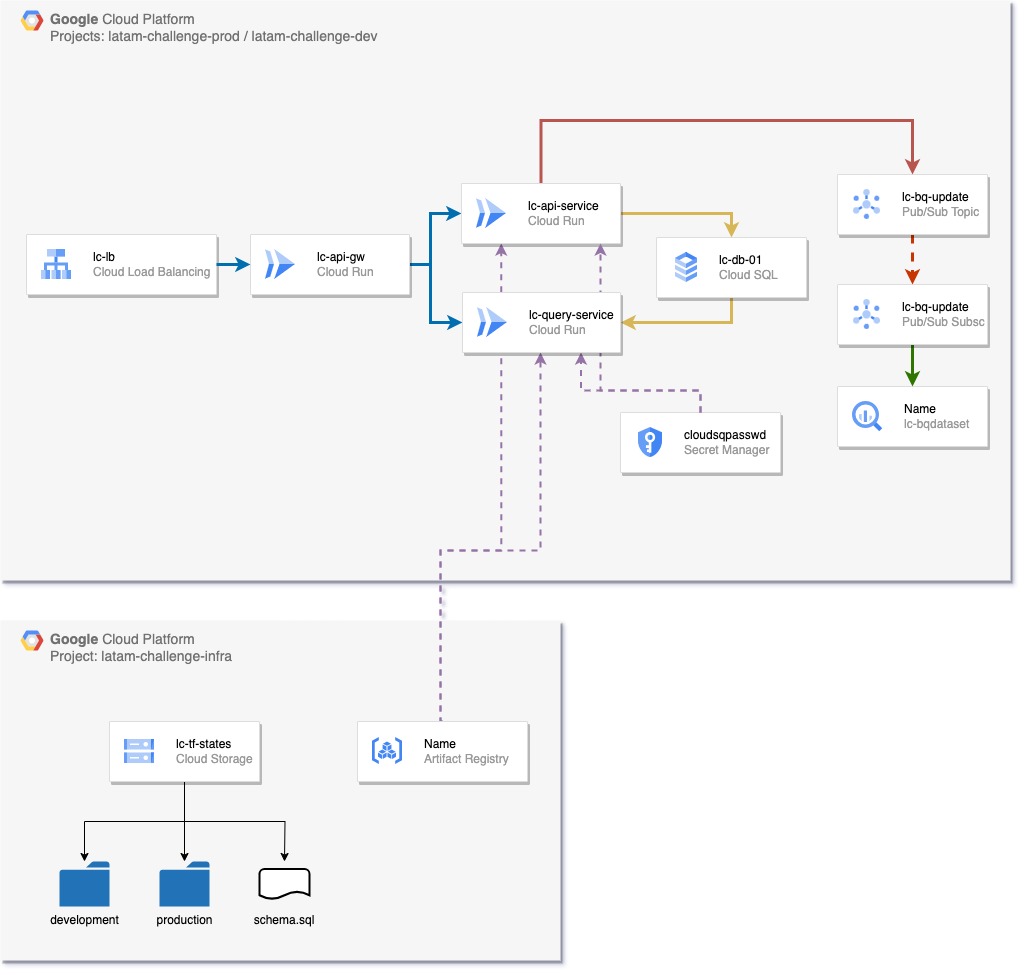 Google Cloud Platform
Projects: latam-challenge-prod / latam-challenge-dev
lc-lb
Cloud Load Balancing
lc-api-gw
Cloud Run
lc-api-service
Cloud Run
lc-query-service
Cloud Run
lc-db-01
Cloud SQL
cloudsqpasswd
Secret Manager
lc-bq-update
Pub/Sub Topic
lc-bq-update
Pub/Sub Subsc
Name
lc-bqdataset
Google Cloud Platform
Project: latam-challenge-infra
lc-tf-states
Cloud Storage
Name
Artifact Registry
development
production
schema.sql